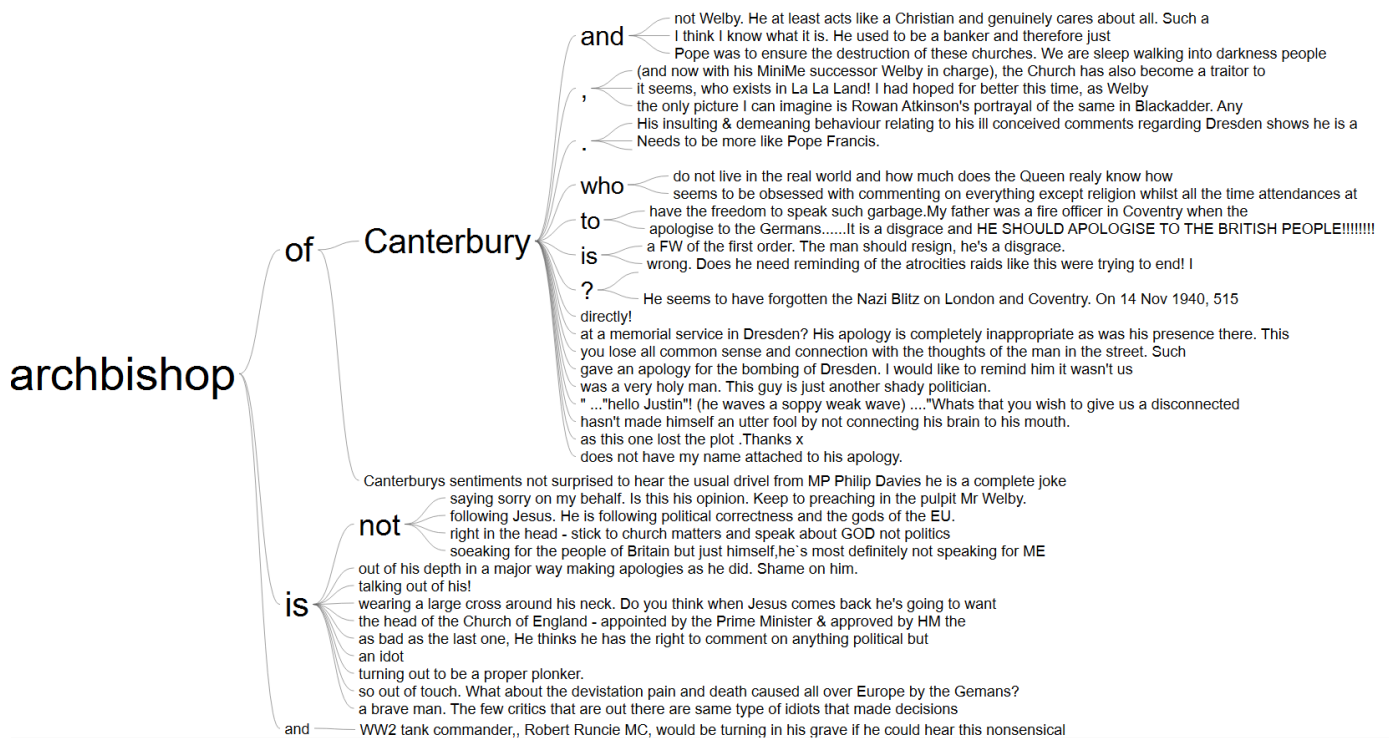 and
not Welby. He at least acts like a Christian and genuinely cares about all. Such a
I think I know what it is. He used to be a banker and therefore just
Pope was to ensure the destruction of these churches. We are sleep walking into darkness people
,
(and now with his MiniMe successor Welby in charge), the Church has also become a traitor to
it seems, who exists in La La Land! I had hoped for better this time, as Welby
the only picture I can imagine is Rowan Atkinson's portrayal of the same in Blackadder. Any
.
His insulting & demeaning behaviour relating to his ill conceived comments regarding Dresden shows he is a
Needs to be more like Pope Francis.
who
do not live in the real world and how much does the Queen realy know how
seems to be obsessed with commenting on everything except religion whilst all the time attendances at
to
have the freedom to speak such garbage.My father was a fire officer in Coventry when the
apologise to the Germans......It is a disgrace and HE SHOULD APOLOGISE TO THE BRITISH PEOPLE!!!!!!!!
is
a FW of the first order. The man should resign, he's a disgrace.
wrong. Does he need reminding of the atrocities raids like this were trying to end! I
?
He seems to have forgotten the Nazi Blitz on London and Coventry. On 14 Nov 1940, 515
of
Canterbury
directly!
at a memorial service in Dresden? His apology is completely inappropriate as was his presence there. This
you lose all common sense and connection with the thoughts of the man in the street. Such
gave an apology for the bombing of Dresden. I would like to remind him it wasn't us
was a very holy man. This guy is just another shady politician.
" ..."hello Justin"! (he waves a soppy weak wave) ...."Whats that you wish to give us a disconnected
hasn't made himself an utter fool by not connecting his brain to his mouth.
as this one lost the plot .Thanks x
does not have my name attached to his apology.
archbishop
Canterburys sentiments not surprised to hear the usual drivel from MP Philip Davies he is a complete joke
not
saying sorry on my behalf. Is this his opinion. Keep to preaching in the pulpit Mr Welby.
following Jesus. He is following political correctness and the gods of the EU.
right in the head - stick to church matters and speak about GOD not politics
soeaking for the people of Britain but just himself,he`s most definitely not speaking for ME
is
out of his depth in a major way making apologies as he did. Shame on him.
talking out of his!
wearing a large cross around his neck. Do you think when Jesus comes back he's going to want
the head of the Church of England - appointed by the Prime Minister & approved by HM the
as bad as the last one, He thinks he has the right to comment on anything political but
an idot
turning out to be a proper plonker.
so out of touch. What about the devistation pain and death caused all over Europe by the Gemans?
a brave man. The few critics that are out there are same type of idiots that made decisions
and
WW2 tank commander,, Robert Runcie MC, would be turning in his grave if he could hear this nonsensical